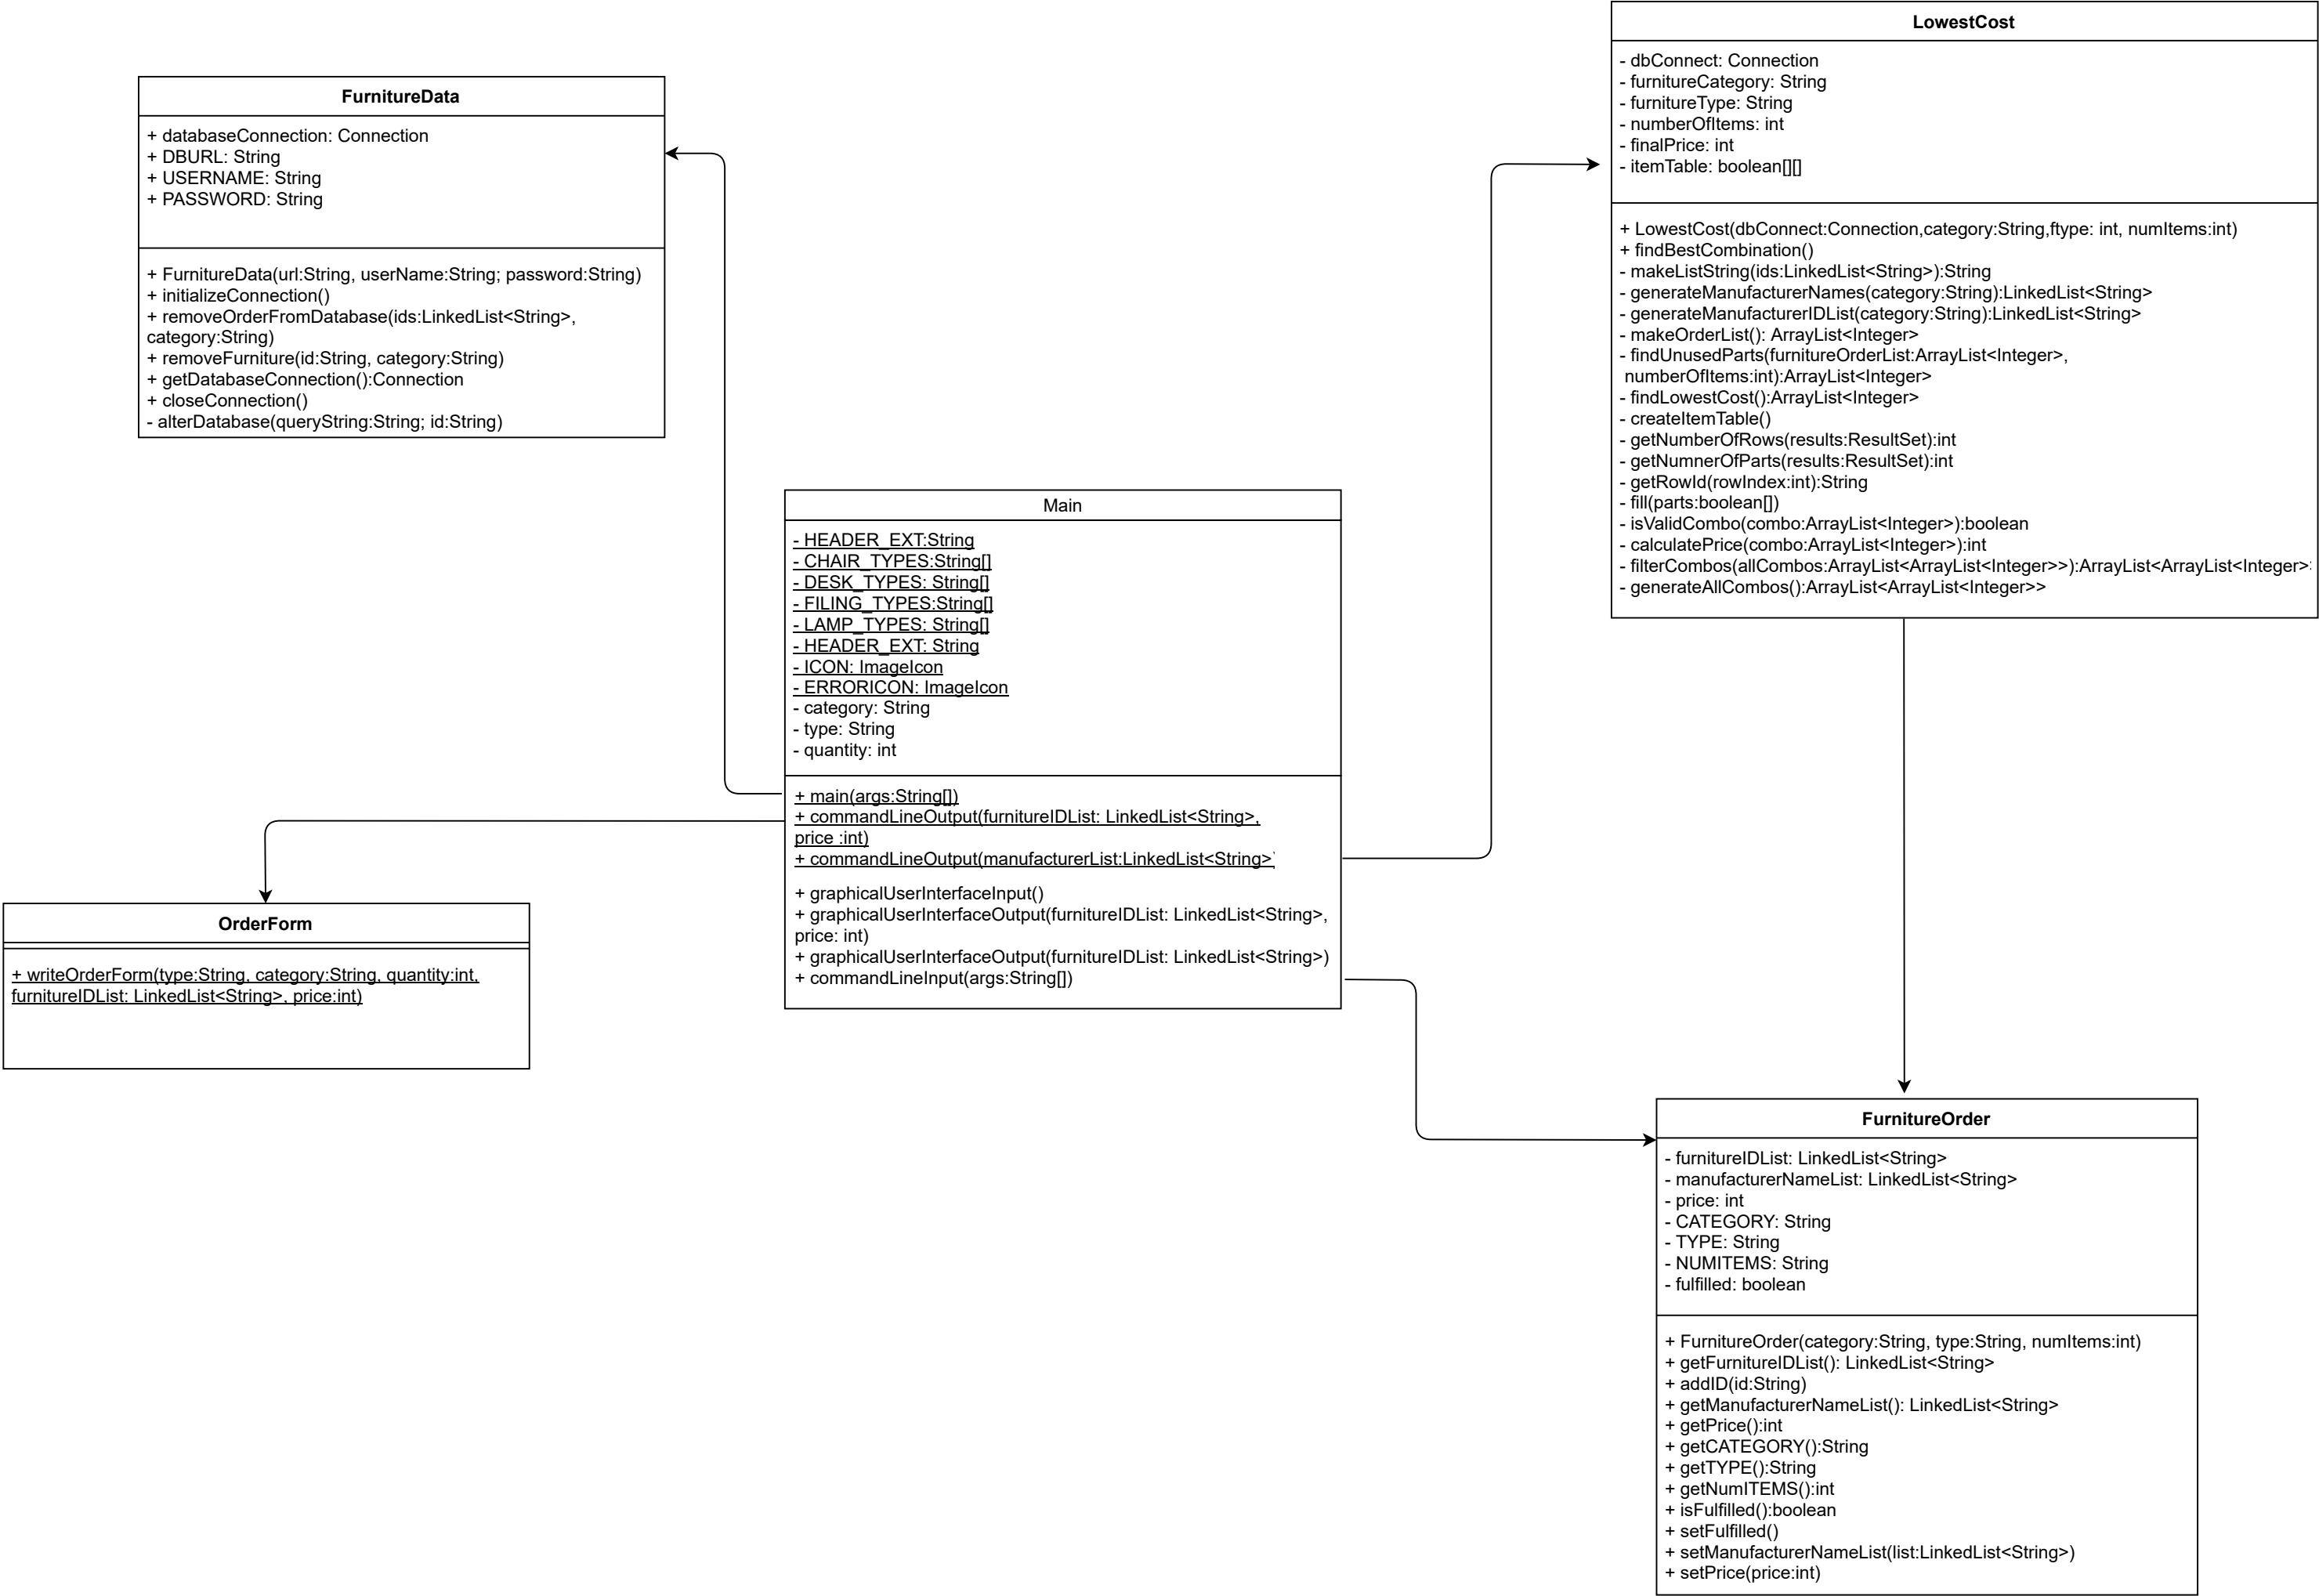 FurnitureData
+ databaseConnection: Connection
+ DBURL: String
+ USERNAME: String
+ PASSWORD: String
+ FurnitureData(url:String, userName:String; password:String)
+ initializeConnection()
+ removeOrderFromDatabase(ids:LinkedList<String>,
category:String)
+ removeFurniture(id:String, category:String)
+ getDatabaseConnection():Connection
+ closeConnection()
- alterDatabase(queryString:String; id:String)
LowestCost
- dbConnect: Connection
- furnitureCategory: String
- furnitureType: String
- numberOfItems: int
- finalPrice: int
- itemTable: boolean[][]
+ LowestCost(dbConnect:Connection,category:String,ftype: int, numItems:int)
+ findBestCombination()
- makeListString(ids:LinkedList<String>):String
- generateManufacturerNames(category:String):LinkedList<String>
- generateManufacturerIDList(category:String):LinkedList<String>
- makeOrderList(): ArrayList<Integer>
- findUnusedParts(furnitureOrderList:ArrayList<Integer>,
numberOfItems:int):ArrayList<Integer>
- findLowestCost():ArrayList<Integer>
- createItemTable()
- getNumberOfRows(results:ResultSet):int
- getNumnerOfParts(results:ResultSet):int
- getRowId(rowIndex:int):String
- fill(parts:boolean[])
- isValidCombo(combo:ArrayList<Integer>):boolean
- calculatePrice(combo:ArrayList<Integer>):int
- filterCombos(allCombos:ArrayList<ArrayList<Integer>>):ArrayList<ArrayList<Integer>
- generateAllCombos():ArrayList<ArrayList<Integer>>
Main
- HEADER_EXT:String
- CHAIR_TYPES:String[]
- DESK_TYPES: String[]
- FILING_TYPES:String[]
- LAMP_TYPES: String[]
- HEADER_EXT: String
- ICON: ImageIcon
- ERRORICON: ImageIcon
- category: String
- type: String
- quantity: int
+ main(args:String[])
+ commandLineOutput(furnitureIDList: LinkedList<String>,
price :int)
+ commandLineOutput(manufacturerList:LinkedList<String>
+ graphicalUserInterfaceInput()
+ graphicalUserInterfaceOutput(furnitureIDList: LinkedList<String>,
price: int)
+ graphicalUserInterfaceOutput(furnitureIDList: LinkedList<String>)
+ commandLineInput(args:String[])
OrderForm
+ writeOrderForm(type:String, category:String, quantity:int,
furnitureIDList: LinkedList<String>, price:int)
FurnitureOrder
- furnitureIDList: LinkedList<String>
- manufacturerNameList: LinkedList<String>
- price: int
- CATEGORY: String
- TYPE: String
- NUMITEMS: String
- fulfilled: boolean
+ FurnitureOrder(category:String, type:String, numItems:int)
+ getFurnitureIDList(): LinkedList<String>
+ addID(id:String)
+ getManufacturerNameList(): LinkedList<String>
+ getPrice():int
+ getCATEGORY():String
+ getTYPE():String
+ getNumITEMS():int
+ isFulfilled():boolean
+ setFulfilled()
+ setManufacturerNameList(list:LinkedList<String>)
+ setPrice(price:int)